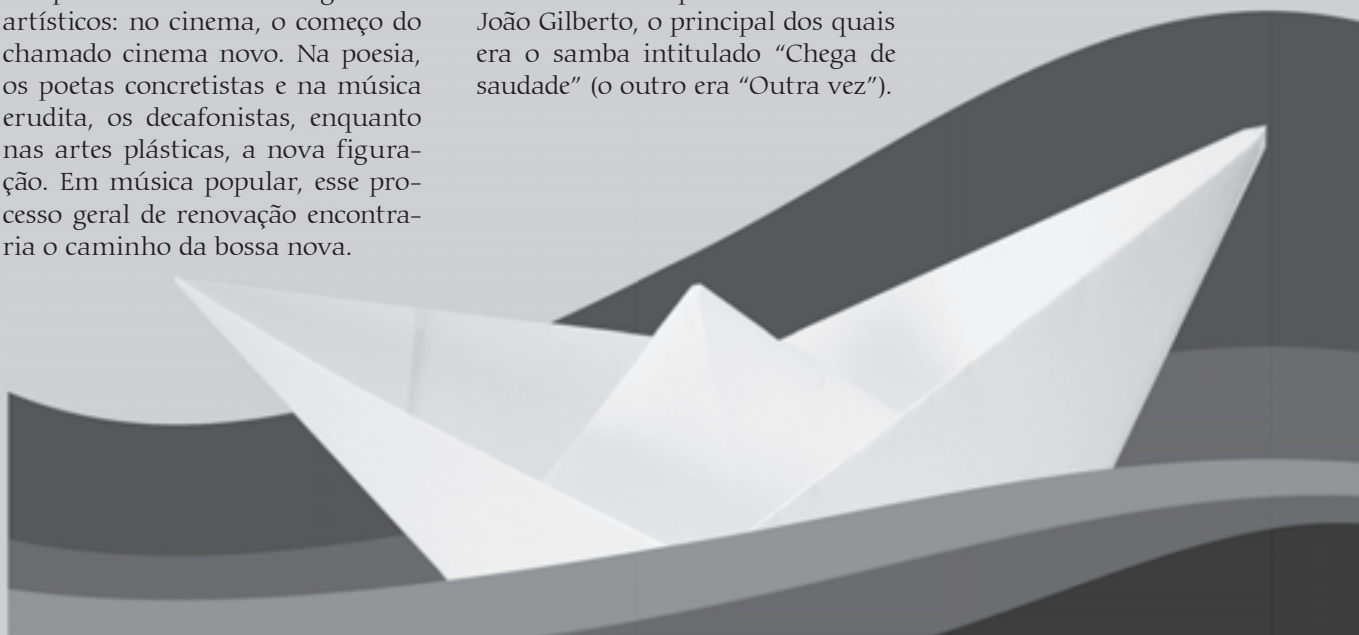 artísticos: no cinema, o começo do
chamado cinema novo. Na poesia,
os poetas concretistas e na música
erudita, os decafonistas, enquanto
nas artes plásticas, a nova figura-
ção. Em música popular, esse pro-
cesso geral de renovação encontra-
ria o caminho da bossa nova.
João Gilberto, o principal dos quais
era o samba intitulado “Chega de
saudade” (o outro era “Outra vez”).